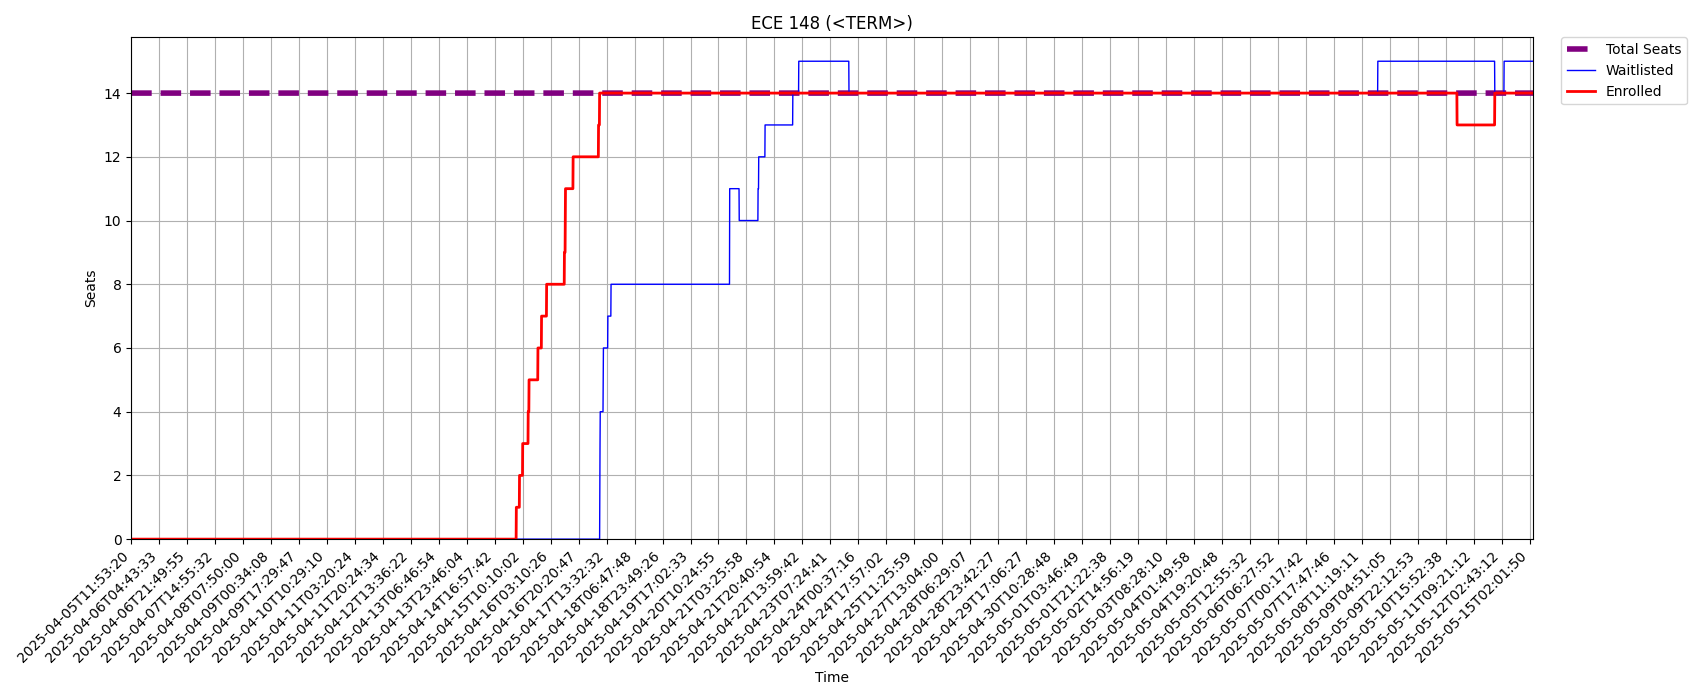 ECE 148 (<TERM>)
Total Seats
Waitlisted
Enrolled
14
12
10
8
6
4
2
0
Seats
2025-04-05T11:53:20
2025-04-06T04:43:33
2025-04-06T21:49:55
2025-04-07T14:55:32
2025-04-08T07:50:00
2025-04-09T00:34:08
2025-04-09T17:29:47
2025-04-10T10:29:10
2025-04-11T03:20:24
2025-04-11T20:24:34
2025-04-12T13:36:22
2025-04-13T06:46:54
2025-04-13T23:46:04
2025-04-14T16:57:42
2025-04-15T10:10:02
2025-04-16T03:10:26
2025-04-16T20:20:47
2025-04-17T13:32:32
2025-04-18T06:47:48
2025-04-18T23:49:26
2025-04-19T17:02:33
2025-04-20T10:24:55
2025-04-21T03:25:58
2025-04-21T20:40:54
2025-04-22T13:59:42
2025-04-23T07:24:41
2025-04-24T00:37:16
2025-04-24T17:57:02
2025-04-25T11:25:59
2025-04-27T13:04:00
2025-04-28T06:29:07
2025-04-28T23:42:27
2025-04-29T17:06:27
2025-04-30T10:28:48
2025-05-01T03:46:49
2025-05-01T21:22:38
2025-05-02T14:56:19
2025-05-03T08:28:10
2025-05-04T01:49:58
2025-05-04T19:20:48
2025-05-05T12:55:32
2025-05-06T06:27:52
2025-05-07T00:17:42
2025-05-07T17:47:46
2025-05-08T11:19:11
2025-05-09T04:51:05
2025-05-09T22:12:53
2025-05-10T15:52:38
2025-05-11T09:21:12
2025-05-12T02:43:12
2025-05-15T02:01:50
Time